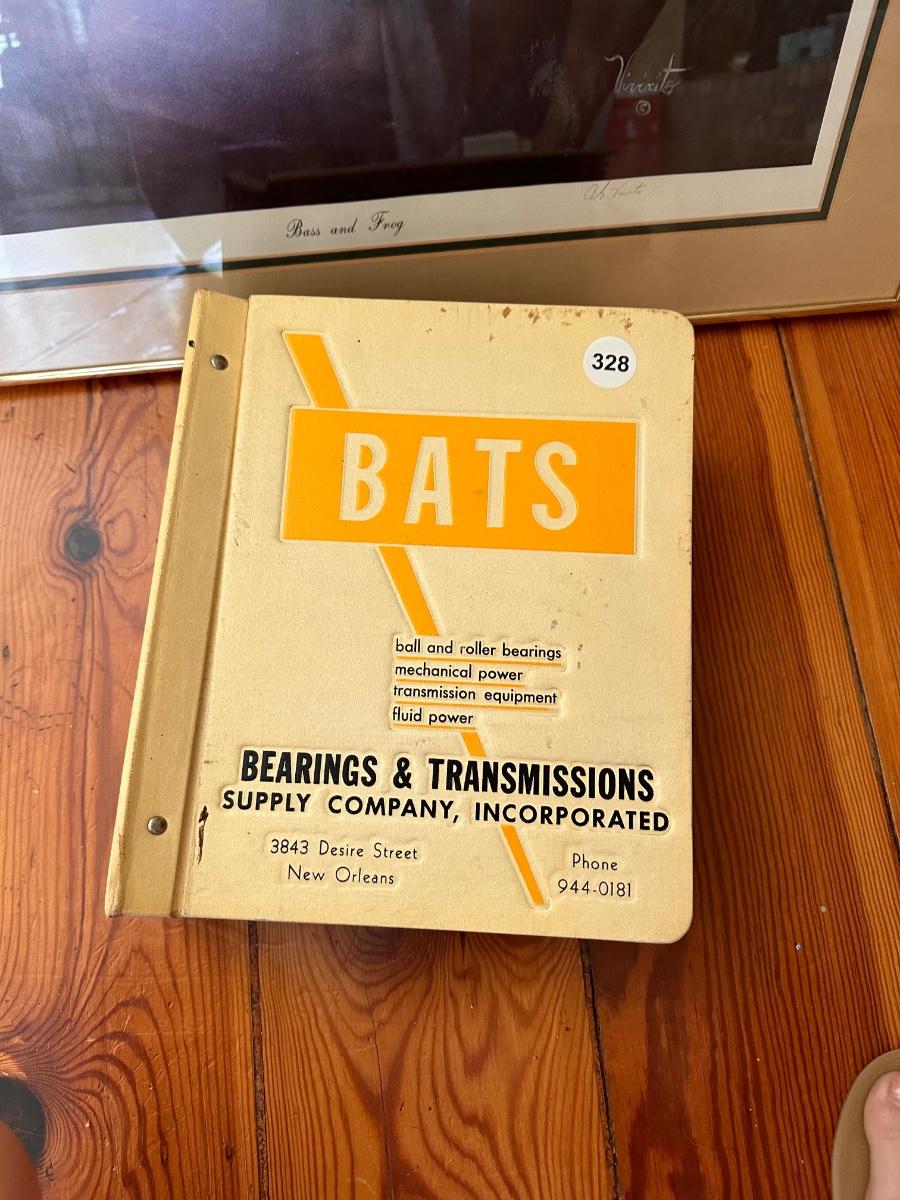 Vivirito
©
Bass and Frog
328
BATS
ball and roller bearings
mechanical power
transmission equipment
fluid power
BEARINGS & TRANSMISSIONS
SUPPLY COMPANY, INCORPORATED
3843 Desire Street
New Orleans
Phone
944-0181